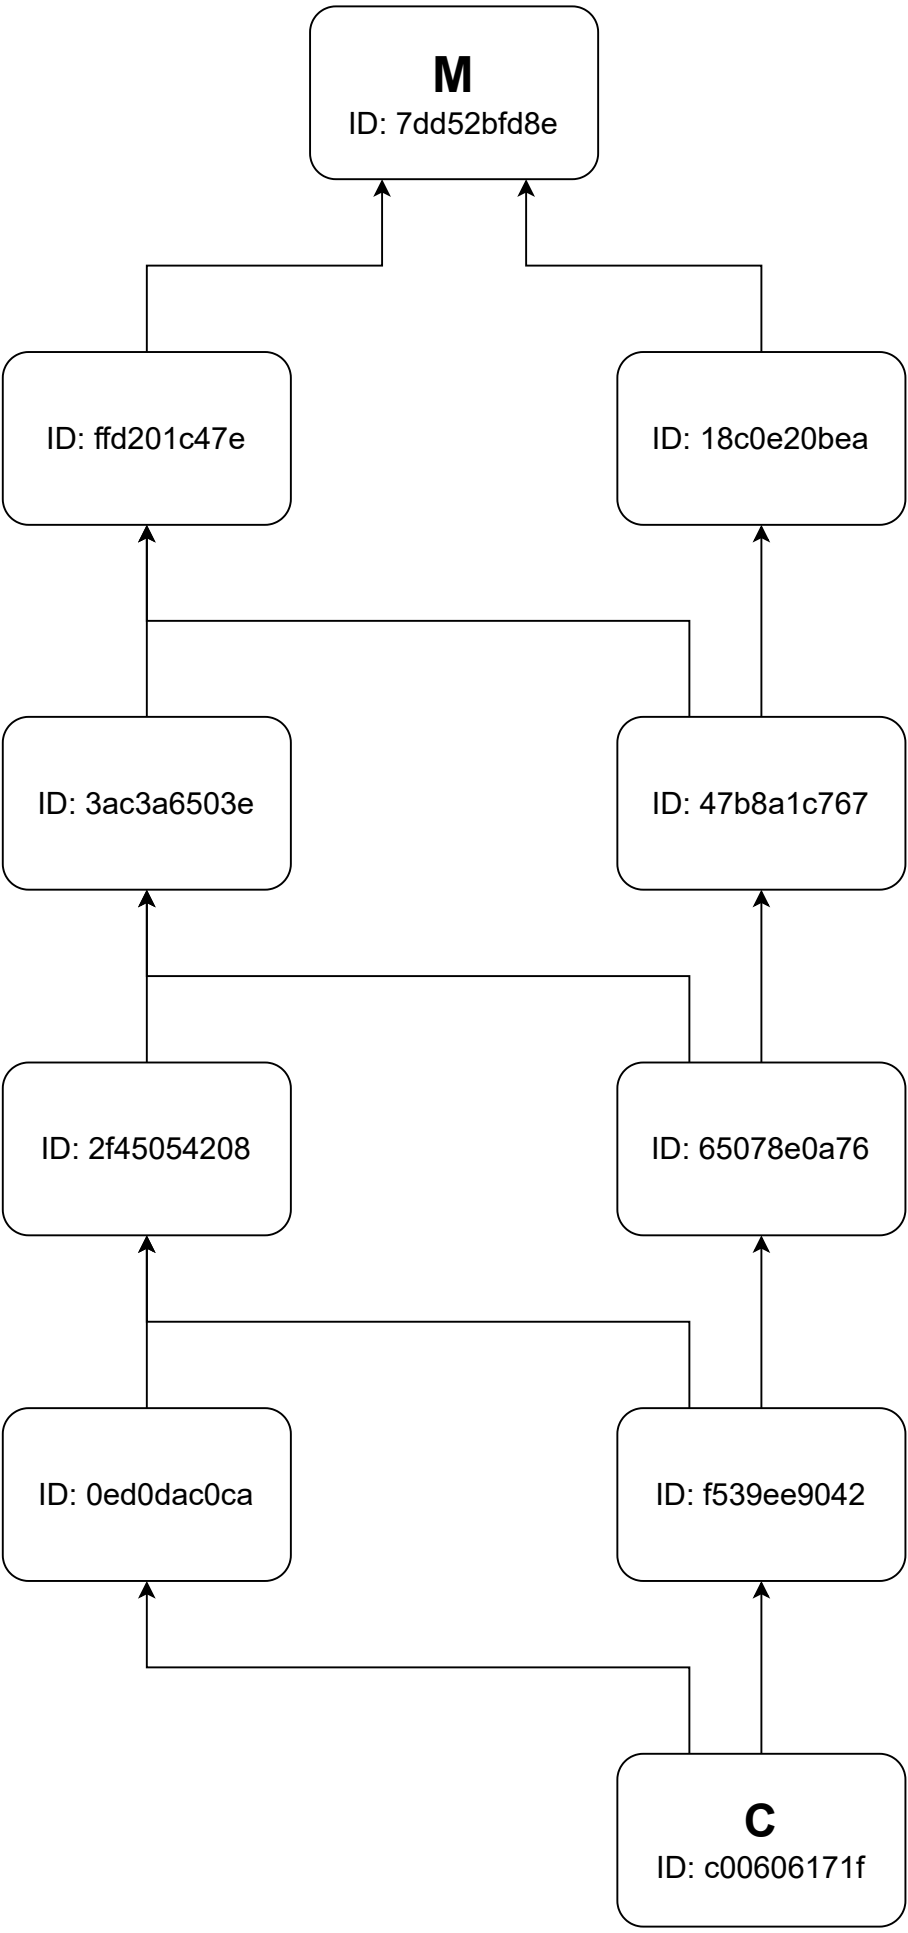 M
ID: 7dd52bfd8e
ID: ffd201c47e
ID: 18c0e20bea
ID: 3ac3a6503e
ID: 47b8a1c767
ID: 2f45054208
ID: 65078e0a76
ID: 0ed0dac0ca
ID: f539ee9042
C
ID: c00606171f